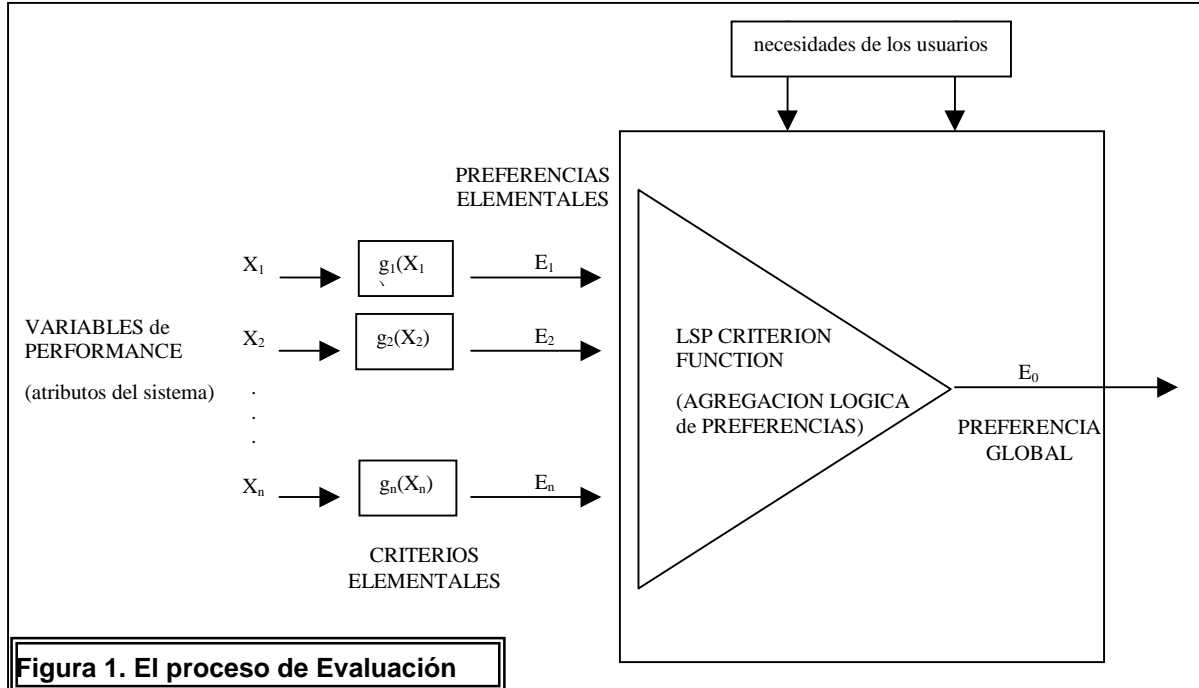 necesidades de los usuarios
PREFERENCIAS
ELEMENTALES
X₁
g₁(X₁
E₁
VARIABLES de
PERFORMANCE
(atributos del sistema)
X₂
g₂(X₂)
E₂
.
.
.
Xₙ
gₙ(Xₙ)
Eₙ
CRITERIOS
ELEMENTALES
LSP CRITERION
FUNCTION
(AGREGACION LOGICA
de PREFERENCIAS)
E₀
PREFERENCIA
GLOBAL
Figura 1. El proceso de Evaluación